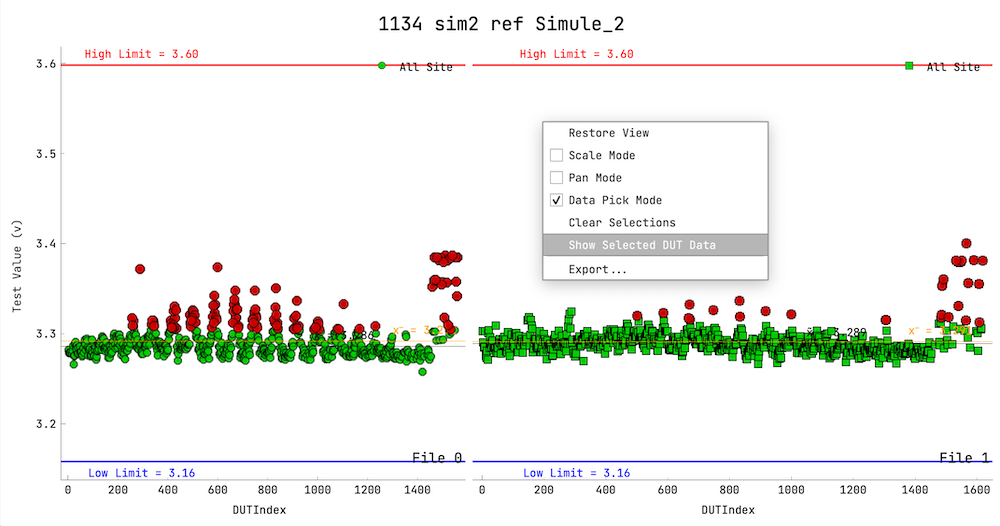 1134 sim2 ref Simule_2
High Limit = 3.60
All Site
High Limit = 3.60
All Site
3.6
3.5
3.4
3.3
3.2
Test Value (v)
Restore View
Scale Mode
Pan Mode
Data Pick Mode
Clear Selections
Show Selected DUT Data
Export...
File 0
File 1
Low Limit = 3.16
Low Limit = 3.16
0 200 400 600 800 1000 1200 1400
0 200 400 600 800 1000 1200 1400 1600
DUTIndex
DUTIndex